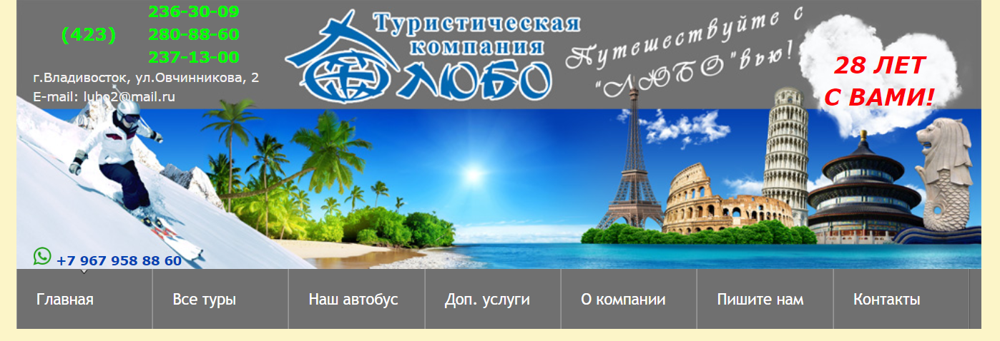 236-30-09
(423) 280-88-60
237-13-00
г.Владивосток, ул.Овчинникова, 2
E-mail: lubo2@mail.ru
Туристическая
компания
ЛЮБО
Путешествуйте с
"ЛЮБО"вью!
28 ЛЕТ
С ВАМИ!
+7 967 958 88 60
Главная Все туры Наш автобус Доп. услуги О компании Пишите нам Контакты